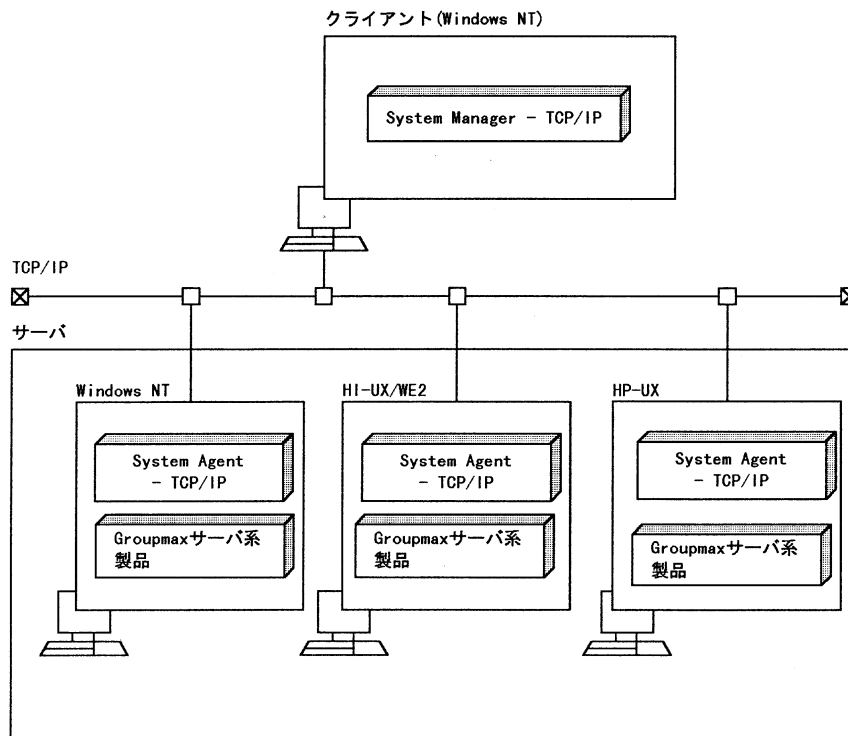 クライアント(Windows NT)
System Manager - TCP/IP
TCP/IP
サーバ
Windows NT
System Agent
- TCP/IP
Groupmaxサーバ系
製品
HI-UX/WE2
System Agent
- TCP/IP
Groupmaxサーバ系
製品
HP-UX
System Agent
- TCP/IP
Groupmaxサーバ系
製品